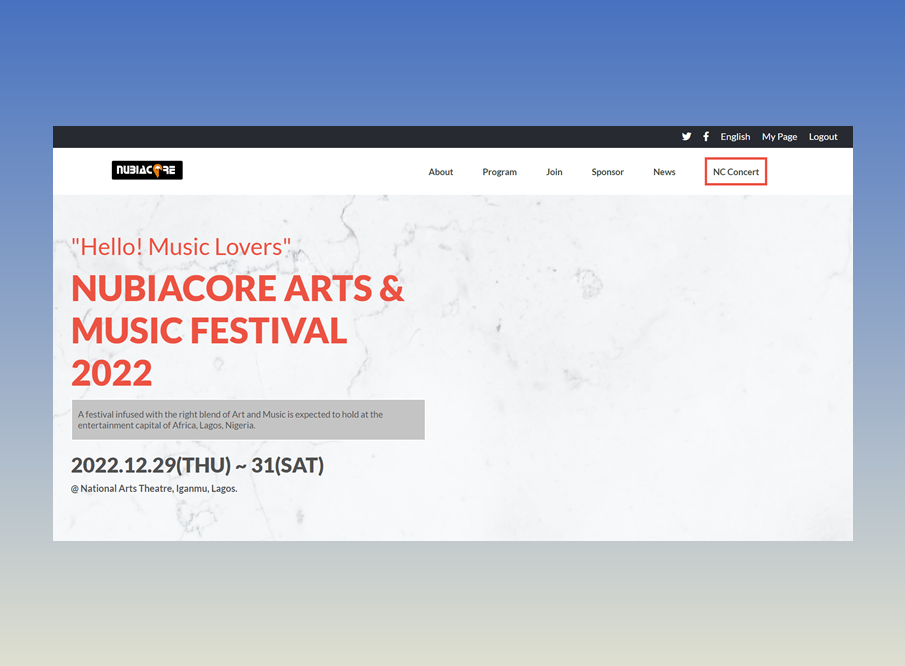 English My Page Logout
NUBIACORE
About Program Join Sponsor News NC Concert
"Hello! Music Lovers"
NUBIACORE ARTS &
MUSIC FESTIVAL
2022
A festival infused with the right blend of Art and Music is expected to hold at the
entertainment capital of Africa, Lagos, Nigeria.
2022.12.29(THU) ~ 31(SAT)
@ National Arts Theatre, Iganmu, Lagos.